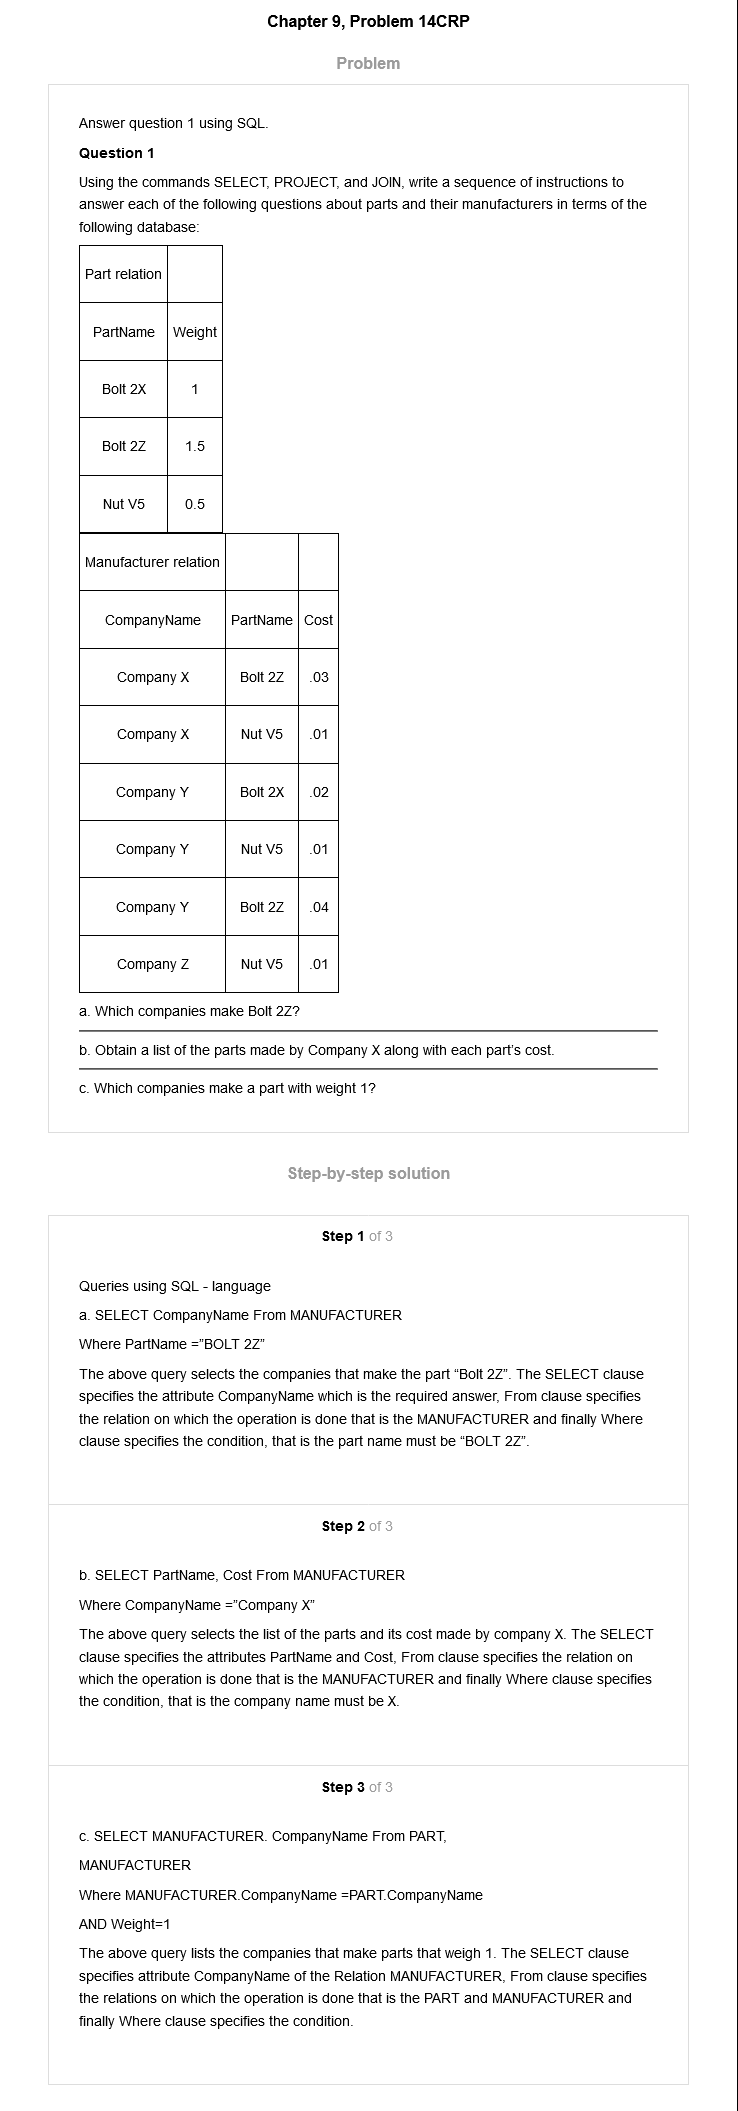 Chapter 9, Problem 14CRP
Problem
Answer question 1 using SQL.
Question 1
Using the commands SELECT, PROJECT, and JOIN, write a sequence of instructions to
answer each of the following questions about parts and their manufacturers in terms of the
following database:
Part relation
PartName Weight
Bolt 2X 1
Bolt 2Z 1.5
Nut V5 0.5
Manufacturer relation
CompanyName PartName Cost
Company X Bolt 2Z .03
Company X Nut V5 .01
Company Y Bolt 2X .02
Company Y Nut V5 .01
Company Y Bolt 2Z .04
Company Z Nut V5 .01
a. Which companies make Bolt 2Z?
b. Obtain a list of the parts made by Company X along with each part's cost.
c. Which companies make a part with weight 1?
Step-by-step solution
Step 1 of 3
Queries using SQL - language
a. SELECT CompanyName From MANUFACTURER
Where PartName =”BOLT 2Z”
The above query selects the companies that make the part “Bolt 2Z”. The SELECT clause
specifies the attribute CompanyName which is the required answer, From clause specifies
the relation on which the operation is done that is the MANUFACTURER and finally Where
clause specifies the condition, that is the part name must be “BOLT 2Z”.
Step 2 of 3
b. SELECT PartName, Cost From MANUFACTURER
Where CompanyName =”Company X”
The above query selects the list of the parts and its cost made by company X. The SELECT
clause specifies the attributes PartName and Cost, From clause specifies the relation on
which the operation is done that is the MANUFACTURER and finally Where clause specifies
the condition, that is the company name must be X.
Step 3 of 3
c. SELECT MANUFACTURER. CompanyName From PART,
MANUFACTURER
Where MANUFACTURER.CompanyName =PART.CompanyName
AND Weight=1
The above query lists the companies that make parts that weigh 1. The SELECT clause
specifies attribute CompanyName of the Relation MANUFACTURER, From clause specifies
the relations on which the operation is done that is the PART and MANUFACTURER and
finally Where clause specifies the condition.